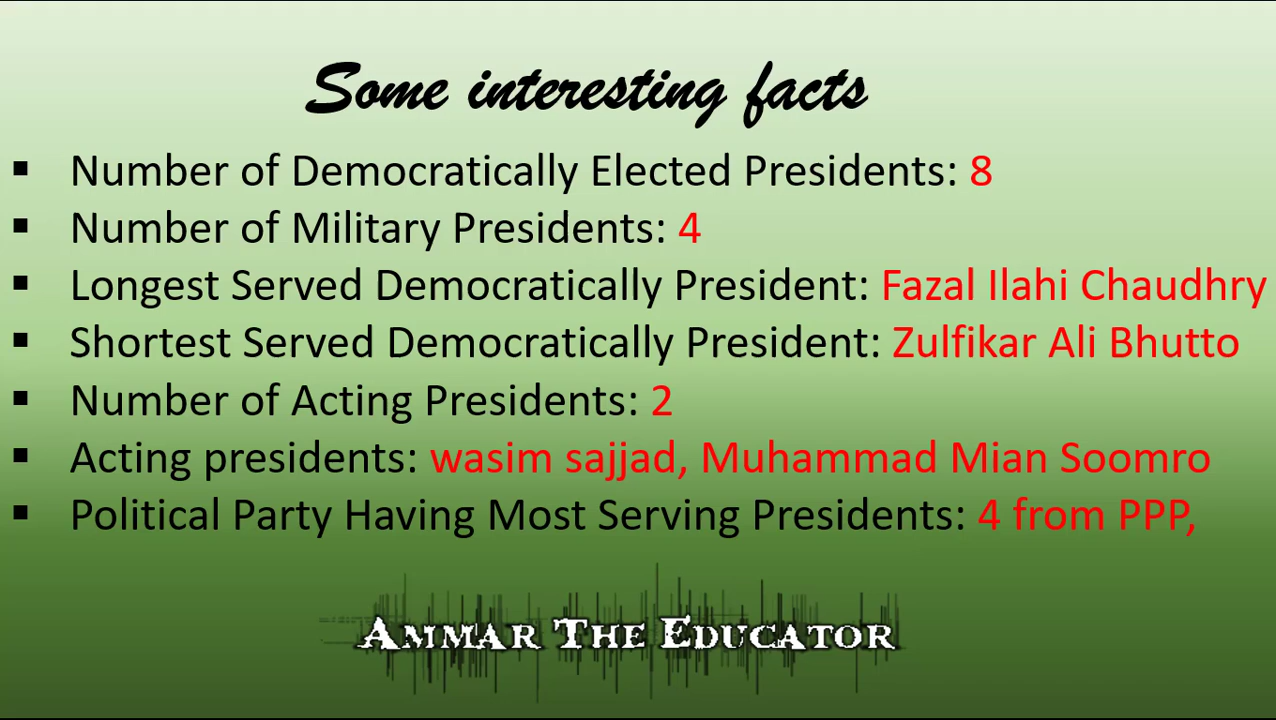 Some interesting facts
▪ Number of Democratically Elected Presidents: 8
▪ Number of Military Presidents: 4
▪ Longest Served Democratically President: Fazal Ilahi Chaudhry
▪ Shortest Served Democratically President: Zulfikar Ali Bhutto
▪ Number of Acting Presidents: 2
▪ Acting presidents: wasim sajjad, Muhammad Mian Soomro
▪ Political Party Having Most Serving Presidents: 4 from PPP,
AMMAR THE EDUCATOR